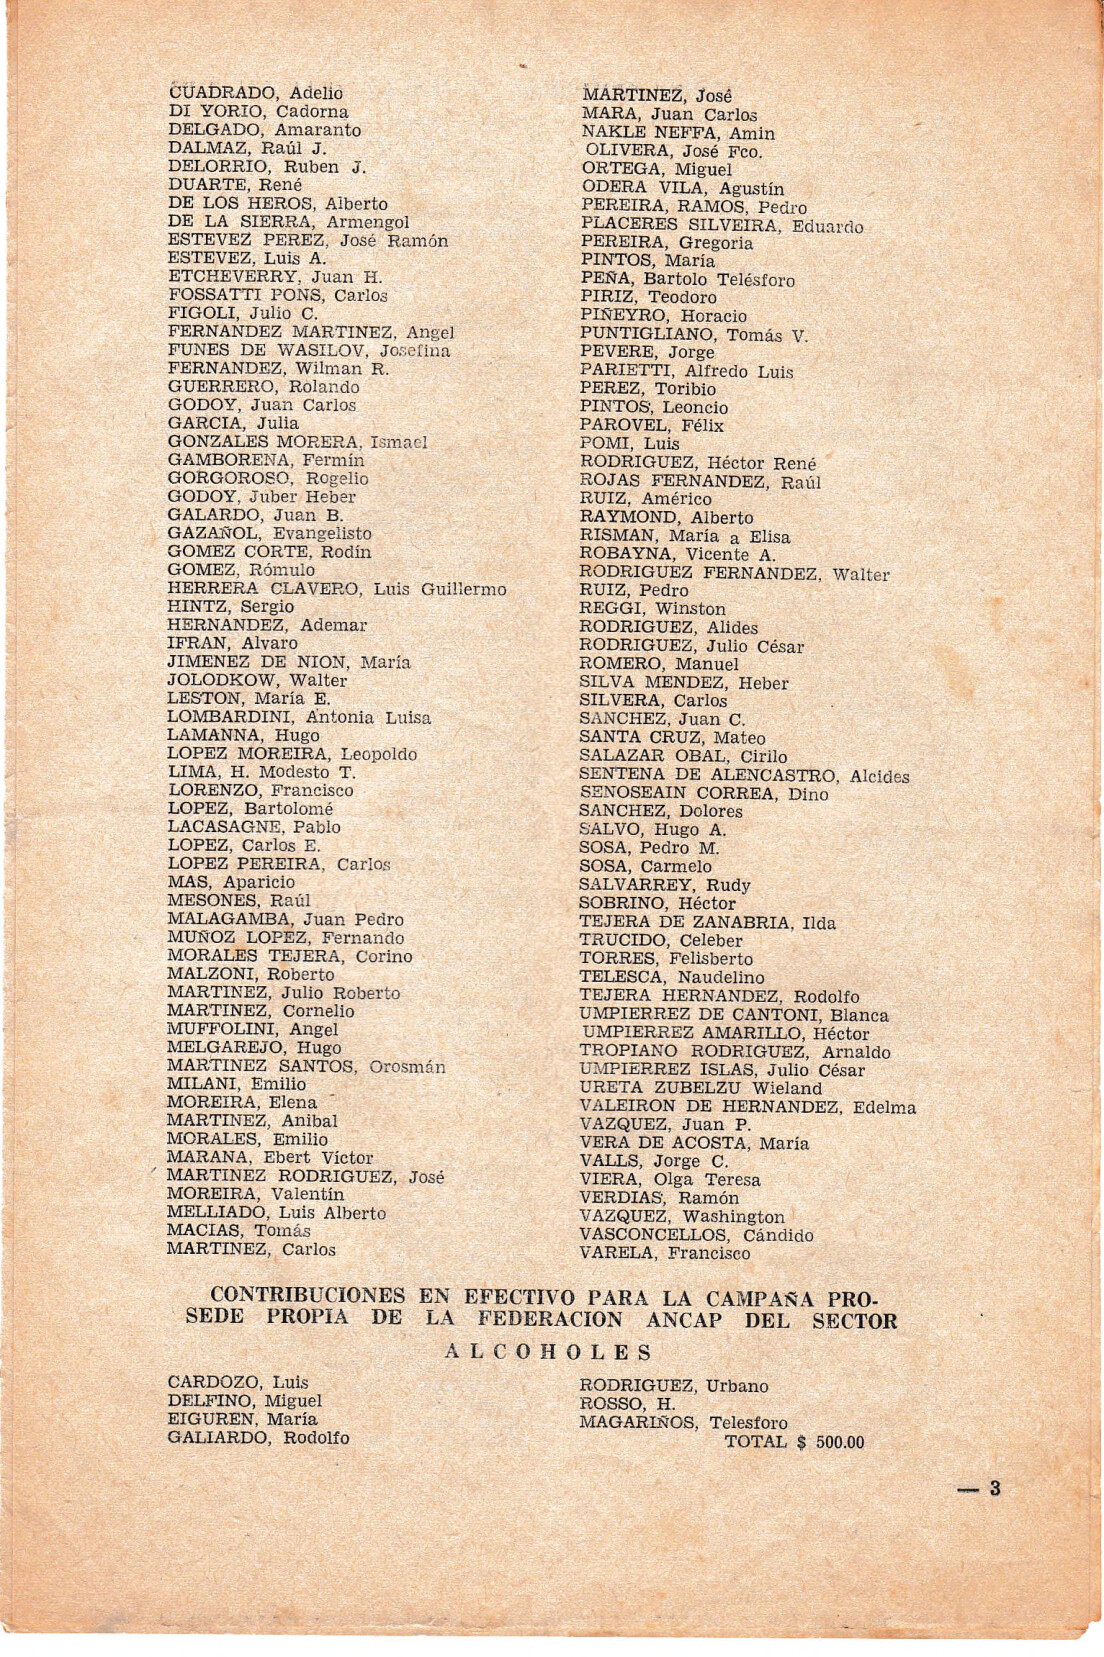 CUADRADO, Adelio
DI YORIO, Cadorna
DELGADO, Amaranto
DALMAZ, Raúl J.
DELORRIO, Ruben J.
DUARTE, René
DE LOS HEROS, Alberto
DE LA SIERRA, Armengol
ESTEVEZ PEREZ, José Ramón
ESTEVEZ, Luis A.
ETCHEVERRY, Juan H.
FOSSATTI PONS, Carlos
FIGOLI, Julio C.
FERNANDEZ MARTINEZ, Angel
FUNES DE WASILOV, Josefina
FERNANDEZ, Wilman R.
GUERRERO, Rolando
GODOY, Juan Carlos
GARCIA, Julia
GONZALES MORERA, Ismael
GAMBORENA, Fermín
GORGOROSO, Rogelio
GODOY, Juber Heber
GALARDO, Juan B.
GAZAÑOL, Evangelisto
GOMEZ CORTE, Rodín
GOMEZ, Rómulo
HERRERA CLAVERO, Luis Guillermo
HINTZ, Sergio
HERNANDEZ, Ademar
IFRAN, Alvaro
JIMENEZ DE NION, María
JOLODKOW, Walter
LESTON, María E.
LOMBARDINI, Antonia Luisa
LAMANNA, Hugo
LOPEZ MOREIRA, Leopoldo
LIMA, H. Modesto T.
LORENZO, Francisco
LOPEZ, Bartolomé
LACASAGNE, Pablo
LOPEZ, Carlos E.
LOPEZ PEREIRA, Carlos
MAS, Aparicio
MESONES, Raúl
MALAGAMBA, Juan Pedro
MUÑOZ LOPEZ, Fernando
MORALES TEJERA, Corino
MALZONI, Roberto
MARTINEZ, Julio Roberto
MARTINEZ, Cornelio
MUFFOLINI, Angel
MELGAREJO, Hugo
MARTINEZ SANTOS, Orosmán
MILANI, Emilio
MOREIRA, Elena
MARTINEZ, Anibal
MORALES, Emilio
MARANA, Ebert Víctor
MARTINEZ RODRIGUEZ, José
MOREIRA, Valentín
MELLIADO, Luis Alberto
MACIAS, Tomás
MARTINEZ, Carlos
MARTINEZ, José
MARA, Juan Carlos
NAKLE NEFFA, Amin
OLIVERA, José Fco.
ORTEGA, Miguel
ODERA VILA, Agustín
PEREIRA, RAMOS, Pedro
PLACERES SILVEIRA, Eduardo
PEREIRA, Gregoria
PINTOS, María
PEÑA, Bartolo Telésforo
PIRIZ, Teodoro
PIÑEYRO, Horacio
PUNTIGLIANO, Tomás V.
PEVERE, Jorge
PARIETTI, Alfredo Luis
PEREZ, Toribio
PINTOS, Leoncio
PAROVEL, Félix
POMI, Luis
RODRIGUEZ, Héctor René
ROJAS FERNANDEZ, Raúl
RUIZ, Américo
RAYMOND, Alberto
RISMAN, María a Elisa
ROBAYNA, Vicente A.
RODRIGUEZ FERNANDEZ, Walter
RUIZ, Pedro
REGGI, Winston
RODRIGUEZ, Alides
RODRIGUEZ, Julio César
ROMERO, Manuel
SILVA MENDEZ, Heber
SILVERA, Carlos
SANCHEZ, Juan C.
SANTA CRUZ, Mateo
SALAZAR OBAL, Cirilo
SENTENA DE ALENCASTRO, Alcides
SENOSEAIN CORREA, Dino
SANCHEZ, Dolores
SALVO, Hugo A.
SOSA, Pedro M.
SOSA, Carmelo
SALVARREY, Rudy
SOBRINO, Héctor
TEJERA DE ZANABRIA, Ilda
TRUCIDO, Celeber
TORRES, Felisberto
TELESCA, Naudelino
TEJERA HERNANDEZ, Rodolfo
UMPIERREZ DE CANTONI, Blanca
UMPIERREZ AMARILLO, Héctor
TROPIANO RODRIGUEZ, Arnaldo
UMPIERREZ ISLAS, Julio César
URETA ZUBELZU Wieland
VALEIRON DE HERNANDEZ, Edelma
VAZQUEZ, Juan P.
VERA DE ACOSTA, María
VALLS, Jorge C.
VIERA, Olga Teresa
VERDIAS, Ramón
VAZQUEZ, Washington
VASCONCELLOS, Cándido
VARELA, Francisco
CONTRIBUCIONES EN EFECTIVO PARA LA CAMPAÑA PRO-
SEDE PROPIA DE LA FEDERACION ANCAP DEL SECTOR
ALCOHOLES
CARDOZO, Luis
DELFINO, Miguel
EIGUREN, María
GALIARDO, Rodolfo
RODRIGUEZ, Urbano
ROSSO, H.
MAGARIÑOS, Telesforo
TOTAL $ 500.00
— 3